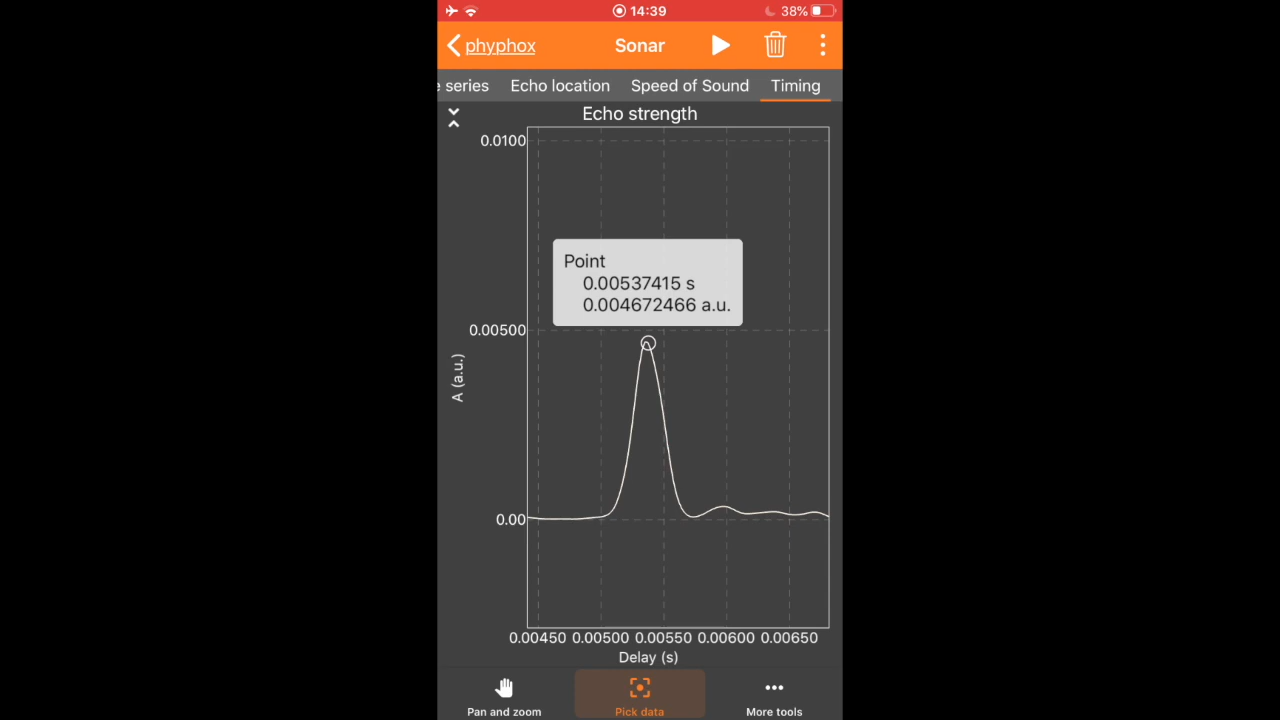 14:39
38%
phyphox Sonar
e series Echo location Speed of Sound Timing
Echo strength
0.0100
Point
0.00537415 s
0.004672466 a.u.
0.00500
A (a.u.)
0.00
0.00450 0.00500 0.00550 0.00600 0.00650
Delay (s)
Pan and zoom Pick data More tools